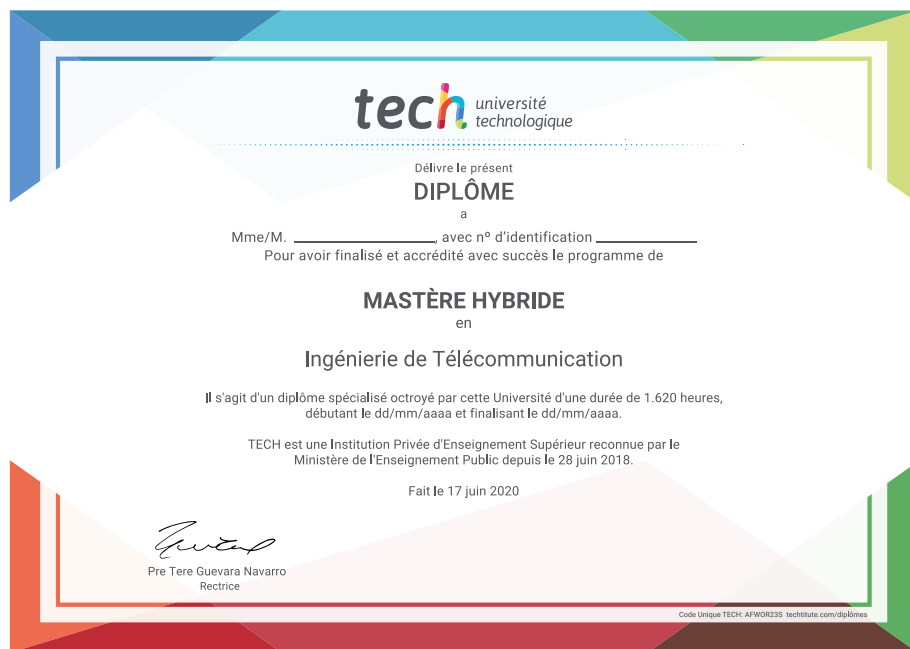 tech université
technologique
Délivre le présent
DIPLÔME
a
Mme/M. ____________, avec nº d'identification ____________
Pour avoir finalisé et accrédité avec succès le programme de
MASTÈRE HYBRIDE
en
Ingénierie de Télécommunication
Il s'agit d'un diplôme spécialisé octroyé par cette Université d'une durée de 1.620 heures,
débutant le dd/mm/aaaa et finalisant le dd/mm/aaaa.
TECH est une Institution Privée d'Enseignement Supérieur reconnue par le
Ministère de l'Enseignement Public depuis le 28 juin 2018.
Fait le 17 juin 2020
Pre Tere Guevara Navarro
Rectrice
Code Unique TECH: AFWOR23S techtitute.com/diplômes